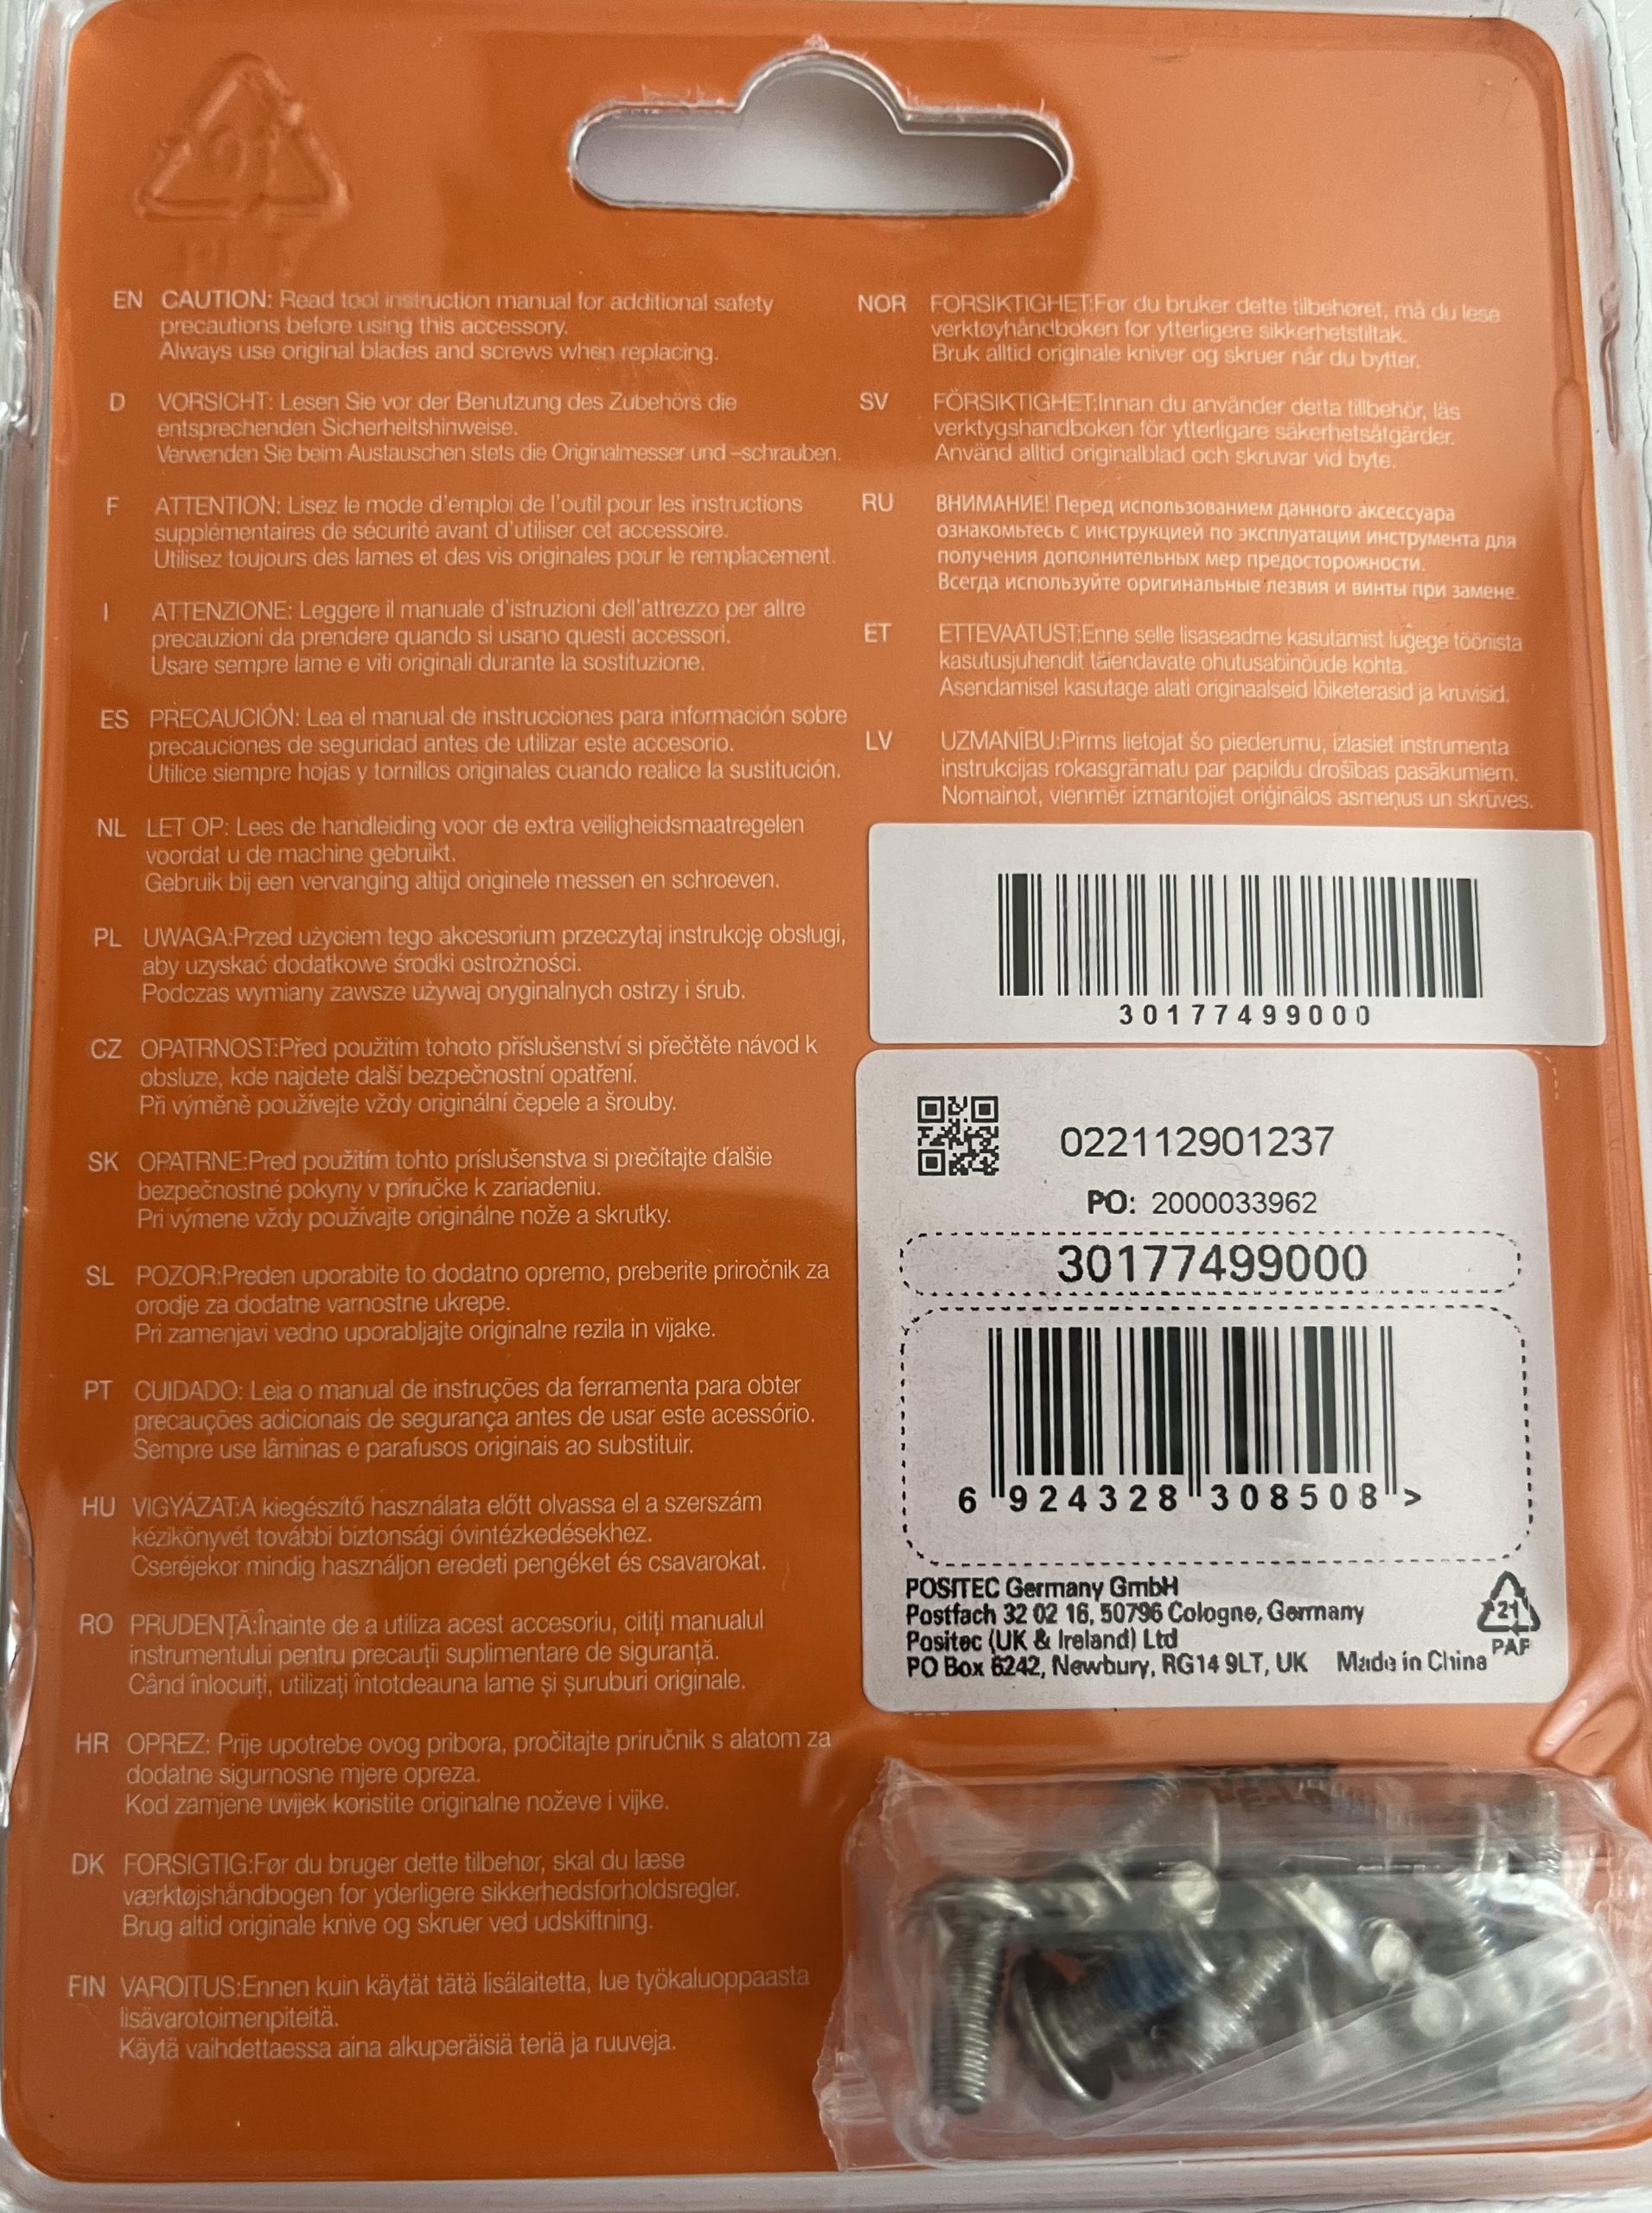 EN CAUTION: Read tool instruction manual for additional safety
precautions before using this accessory.
Always use original blades and screws when replacing.
D VORSICHT: Lesen Sie vor der Benutzung des Zubehörs die
entsprechenden Sicherheitshinweise.
Verwenden Sie beim Austauschen stets die Originalmesser und –schrauben.
F ATTENTION: Lisez le mode d'emploi de l'outil pour les instructions
supplémentaires de sécurité avant d'utiliser cet accessoire.
Utilisez toujours des lames et des vis originales pour le remplacement.
I ATTENZIONE: Leggere il manuale d'istruzioni dell'attrezzo per altre
precauzioni da prendere quando si usano questi accessori.
Usare sempre lame e viti originali durante la sostituzione.
ES PRECAUCIÓN: Lea el manual de instrucciones para información sobre
precauciones de seguridad antes de utilizar este accesorio.
Utilice siempre hojas y tornillos originales cuando realice la sustitución.
NL LET OP: Lees de handleiding voor de extra veiligheidsmaatregelen
voordat u de machine gebruikt.
Gebruik bij een vervanging altijd originele messen en schroeven.
PL UWAGA:Przed użyciem tego akcesorium przeczytaj instrukcję obsługi,
aby uzyskać dodatkowe środki ostrożności.
Podczas wymiany zawsze używaj oryginalnych ostrzy i śrub.
CZ OPATRNOST:Před použitím tohoto příslušenství si přečtěte návod k
obsluze, kde najdete další bezpečnostní opatření.
Při výměně používejte vždy originální čepele a šrouby.
SK OPATRNE:Pred použitím tohto príslušenstva si prečítajte ďalšie
bezpečnostné pokyny v príručke k zariadeniu.
Pri výmene vždy používajte originálne nože a skrutky.
SL POZOR:Preden uporabite to dodatno opremo, preberite priročnik za
orodje za dodatne varnostne ukrepe.
Pri zamenjavi vedno uporabljajte originalne rezila in vijake.
PT CUIDADO: Leia o manual de instruções da ferramenta para obter
precauções adicionais de segurança antes de usar este acessório.
Sempre use lâminas e parafusos originais ao substituir.
HU VIGYÁZAT:A kiegészítő használata előtt olvassa el a szerszám
kézikönyvét további biztonsági óvintézkedésekhez.
Cseréjekor mindig használjon eredeti pengéket és csavarokat.
RO PRUDENȚĂ:Înainte de a utiliza acest accesoriu, citiți manualul
instrumentului pentru precauții suplimentare de siguranță.
Când înlocuiți, utilizați întotdeauna lame și șuruburi originale.
HR OPREZ: Prije upotrebe ovog pribora, pročitajte priručnik s alatom za
dodatne sigurnosne mjere opreza.
Kod zamjene uvijek koristite originalne noževe i vijke.
DK FORSIGTIG:Før du bruger dette tilbehør, skal du læse
værktøjshåndbogen for yderligere sikkerhedsforholdsregler.
Brug altid originale knive og skruer ved udskiftning.
FIN VAROITUS:Ennen kuin käytät tätä lisälaitetta, lue työkaluoppaasta
lisävarotoimenpiteitä.
Käytä vaihdettaessa aina alkuperäisiä teriä ja ruuveja.
NOR FORSIKTIGHET:Før du bruker dette tilbehøret, må du lese
verktøyhåndboken for ytterligere sikkerhetstiltak.
Bruk alltid originale kniver og skruer når du bytter.
SV FÖRSIKTIGHET:Innan du använder detta tillbehör, läs
verktygshandboken för ytterligare säkerhetsåtgärder.
Använd alltid originalblad och skruvar vid byte.
RU ВНИМАНИЕ! Перед использованием данного аксессуара
ознакомьтесь с инструкцией по эксплуатации инструмента для
получения дополнительных мер предосторожности.
Всегда используйте оригинальные лезвия и винты при замене.
ET ETTEVAATUST:Enne selle lisaseadme kasutamist lugege tööriista
kasutusjuhendit täiendavate ohutusabinõude kohta.
Asendamisel kasutage alati originaalseid lõiketerasid ja kruvisid.
LV UZMANĪBU:Pirms lietojat šo piederumu, izlasiet instrumenta
instrukcijas rokasgrāmatu par papildu drošības pasākumiem.
Nomainot, vienmēr izmantojiet oriģinālos asmeņus un skrūves.
30177499000
022112901237
PO: 2000033962
30177499000
6 924328 308508 >
POSITEC Germany GmbH
Postfach 32 02 16, 50796 Cologne, Germany
Positec (UK & Ireland) Ltd
PO Box 6242, Newbury, RG14 9LT, UK Made in China
21
PAP